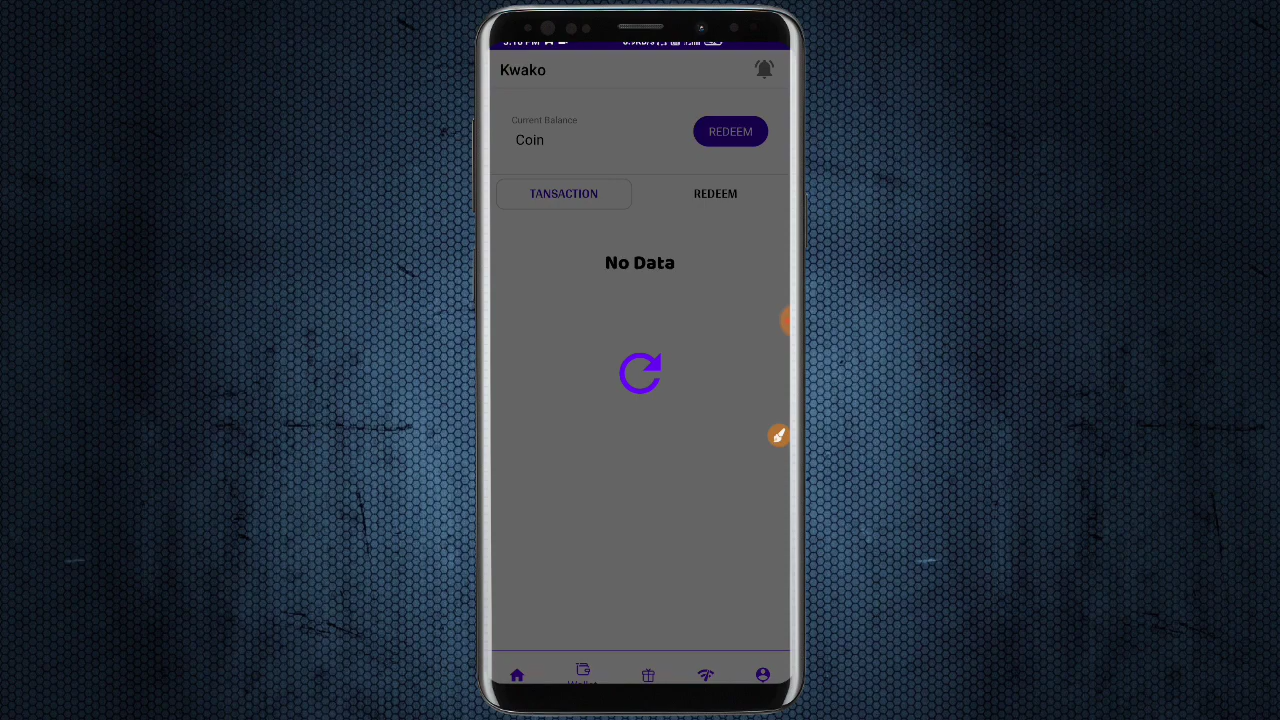 Kwako
Current Balance
Coin
REDEEM
TANSACTION
REDEEM
No Data